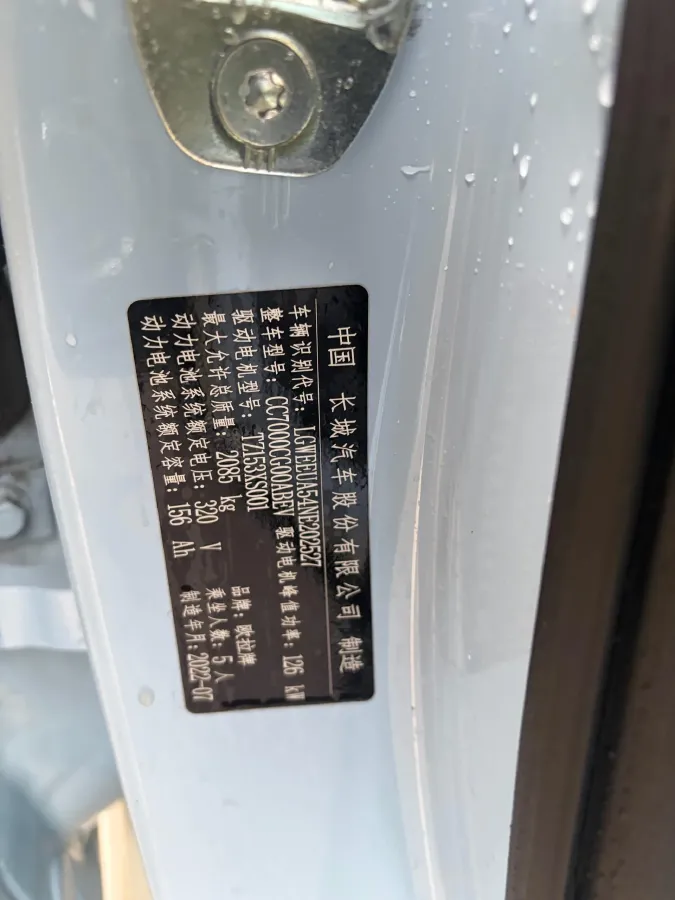 中国 长城汽车股份有限公司 制造
车辆识别代号: LGWEEUA54NE202527
整车型号: CC7000CG00ABEV 驱动电机峰值功率: 126 kW
驱动电机型号: TZ153XS001
最大允许总质量: 2085 kg 品牌: 欧拉牌
动力电池系统额定电压: 320 V 乘坐人数: 5人
动力电池系统额定容量: 156 Ah 制造年月: 2022-07